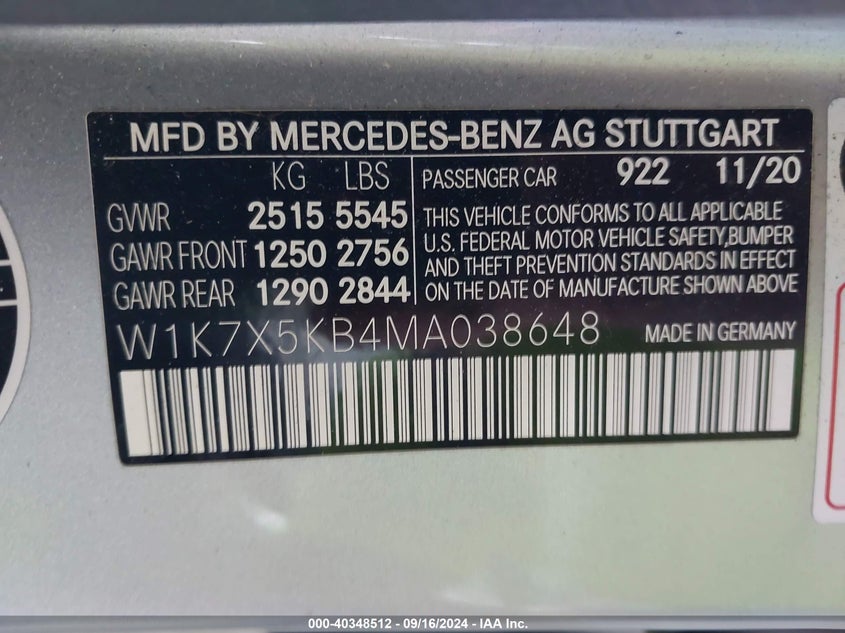 MFD BY MERCEDES-BENZ AG STUTTGART
KG LBS
GVWR 2515 5545
GAWR FRONT 1250 2756
GAWR REAR 1290 2844
PASSENGER CAR 922 11/20
THIS VEHICLE CONFORMS TO ALL APPLICABLE
U.S. FEDERAL MOTOR VEHICLE SAFETY,BUMPER
AND THEFT PREVENTION STANDARDS IN EFFECT
ON THE DATE OF MANUFACTURE SHOWN ABOVE
W1K7X5KB4MA038648 MADE IN GERMANY
000-40348512 - 09/16/2024 - IAA Inc.